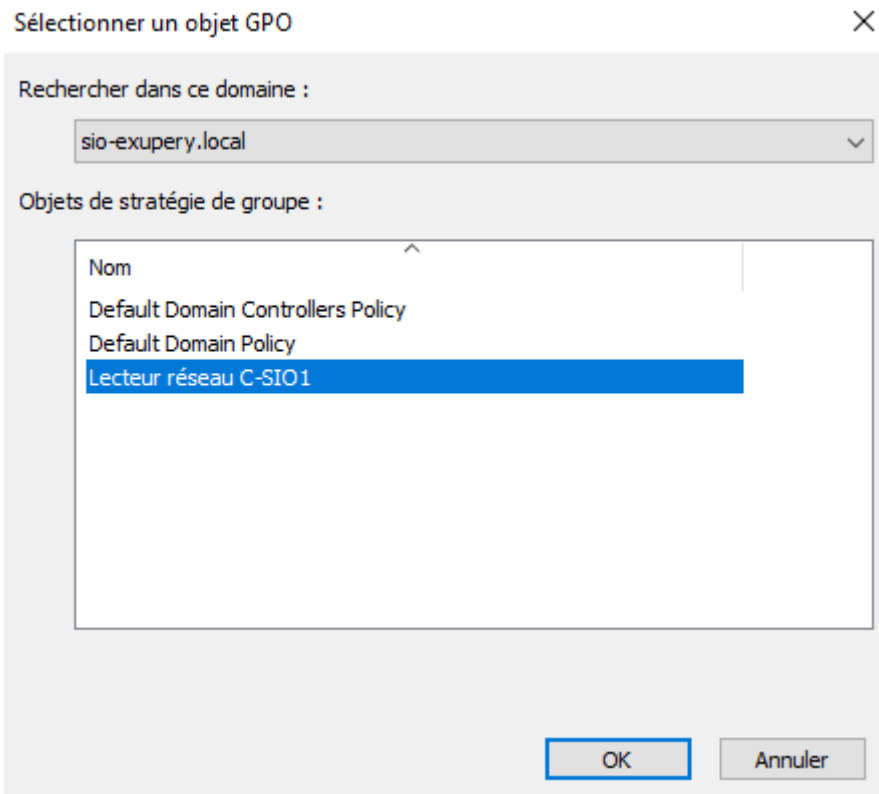 Sélectionner un objet GPO
Rechercher dans ce domaine :
sio-exupery.local
Objets de stratégie de groupe :
Nom
Default Domain Controllers Policy
Default Domain Policy
Lecteur réseau C-SIO1
OK
Annuler